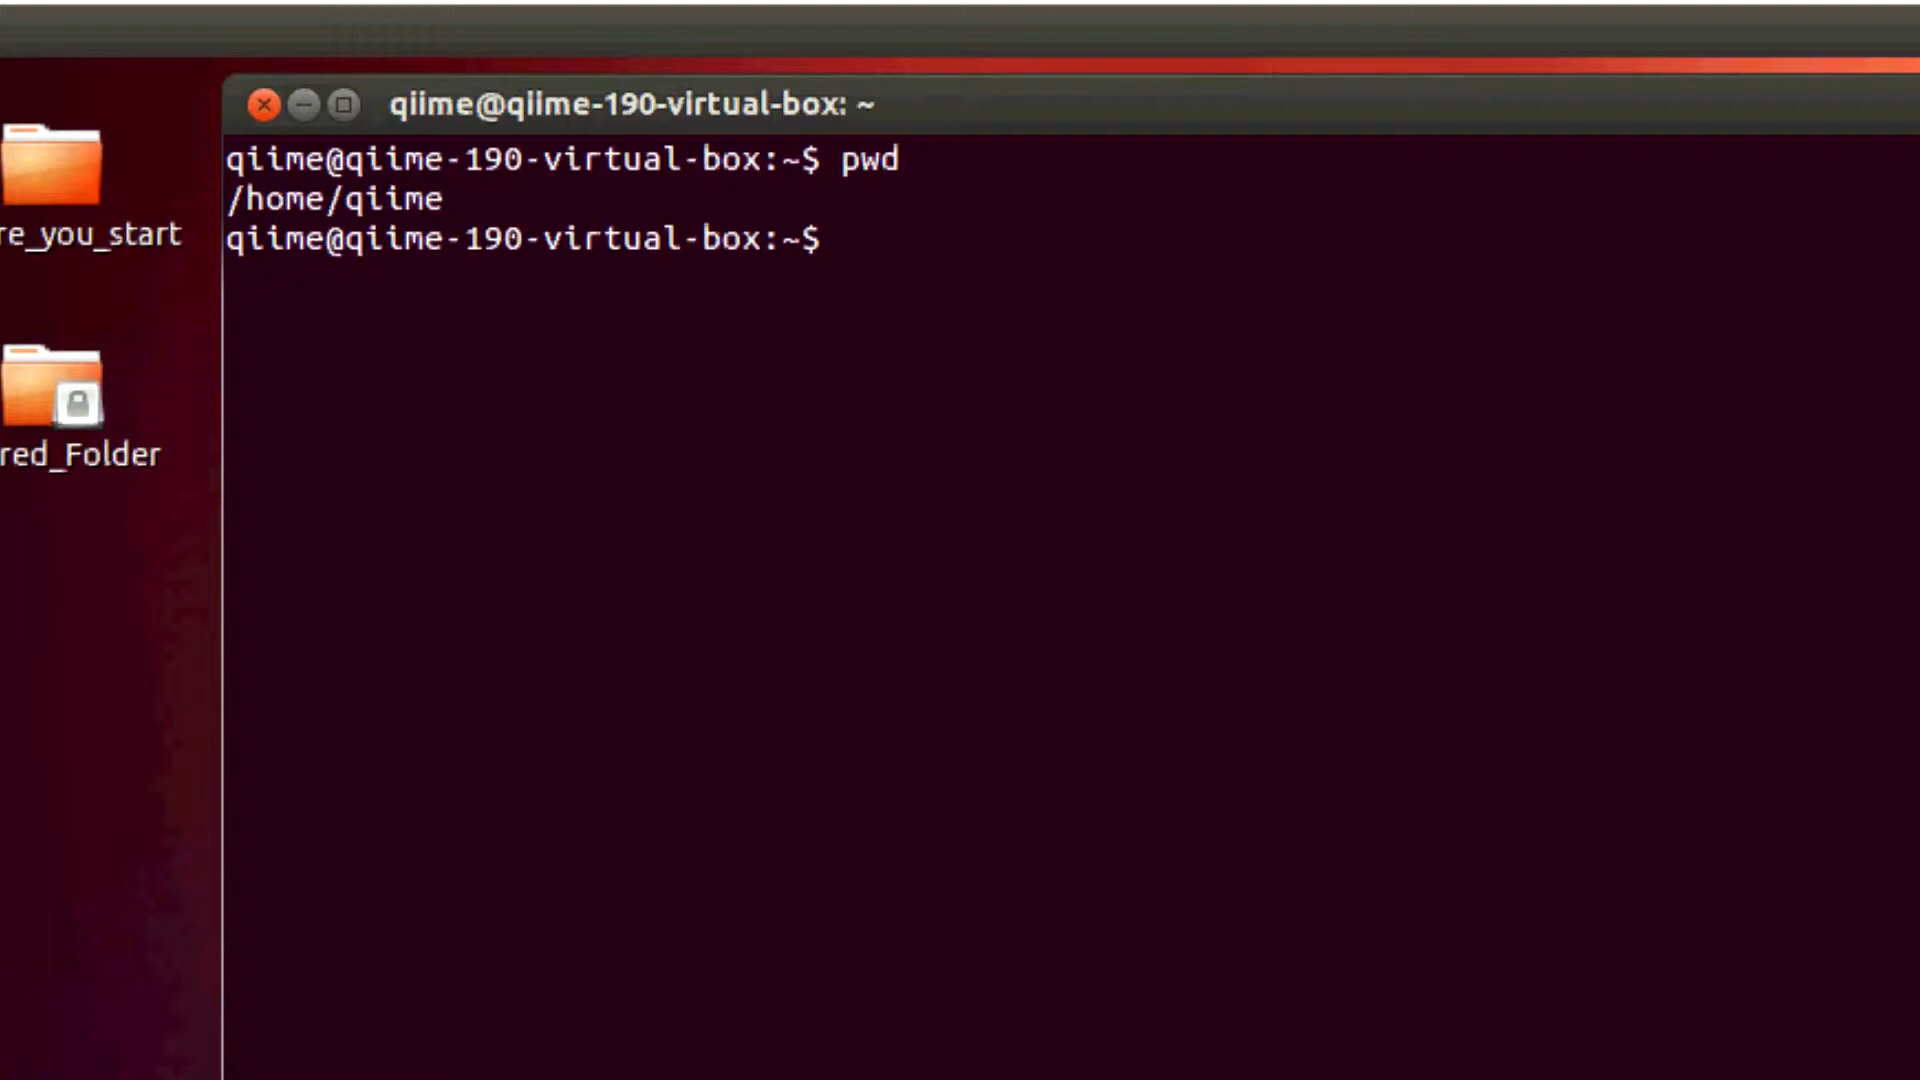 qiime@qiime-190-virtual-box: ~
qiime@qiime-190-virtual-box:~$ pwd
/home/qiime
qiime@qiime-190-virtual-box:~$
re_you_start
red_Folder